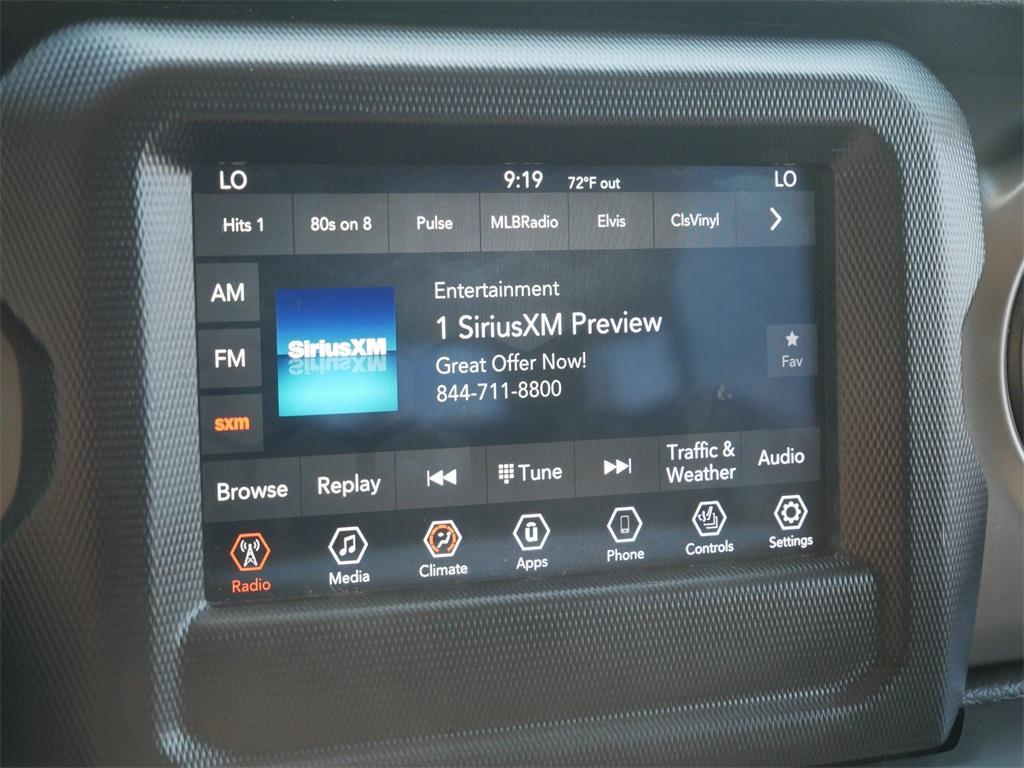 LO 9:19 72°F out LO
Hits 1 80s on 8 Pulse MLBRadio Elvis ClsVinyl
AM
FM
sxm
SiriusXM
Entertainment
1 SiriusXM Preview
Great Offer Now!
844-711-8800
Fav
Browse Replay Tune Traffic &
Weather Audio
Radio Media Climate Apps Phone Controls Settings